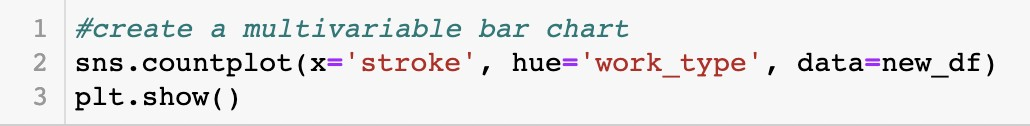 1 #create a multivariable bar chart
2 sns.countplot(x='stroke', hue='work_type', data=new_df)
3 plt.show()